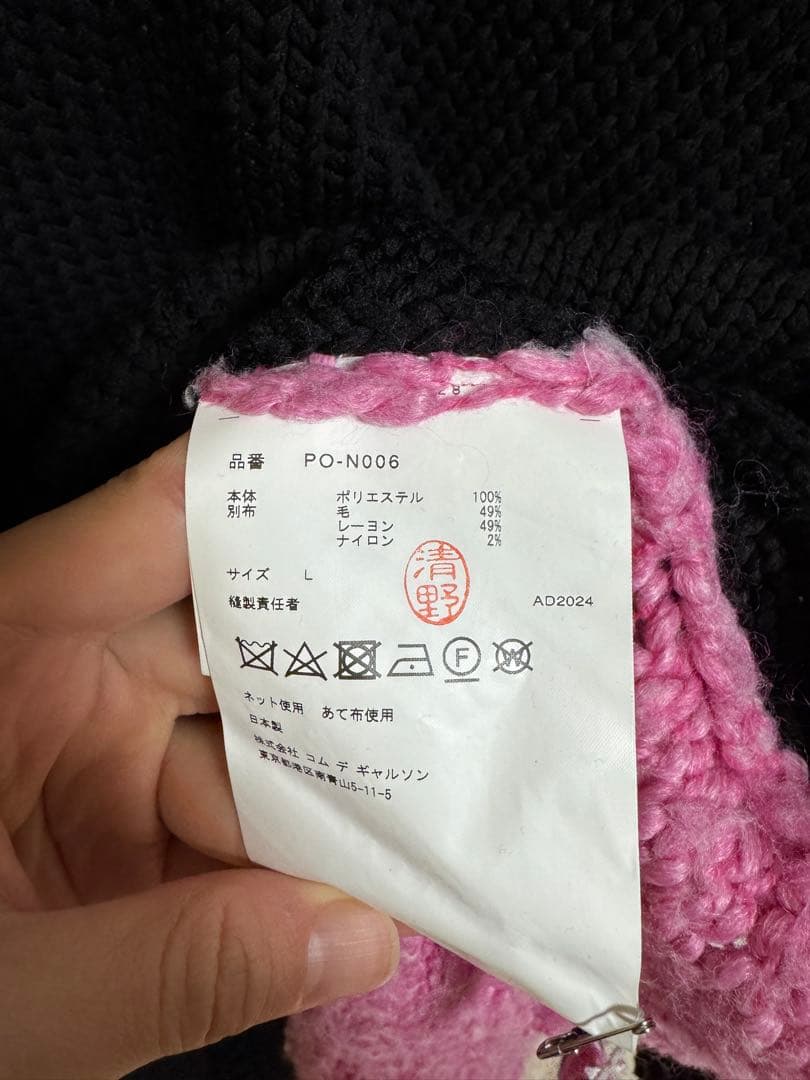 28
品番 PO-N006
本体 ポリエステル 100%
別布 毛 49%
レーヨン 49%
ナイロン 2%
サイズ L
縫製責任者 清野 AD2024
F W
ネット使用 あて布使用
日本製
株式会社 コム デ ギャルソン
東京都港区南青山5-11-5